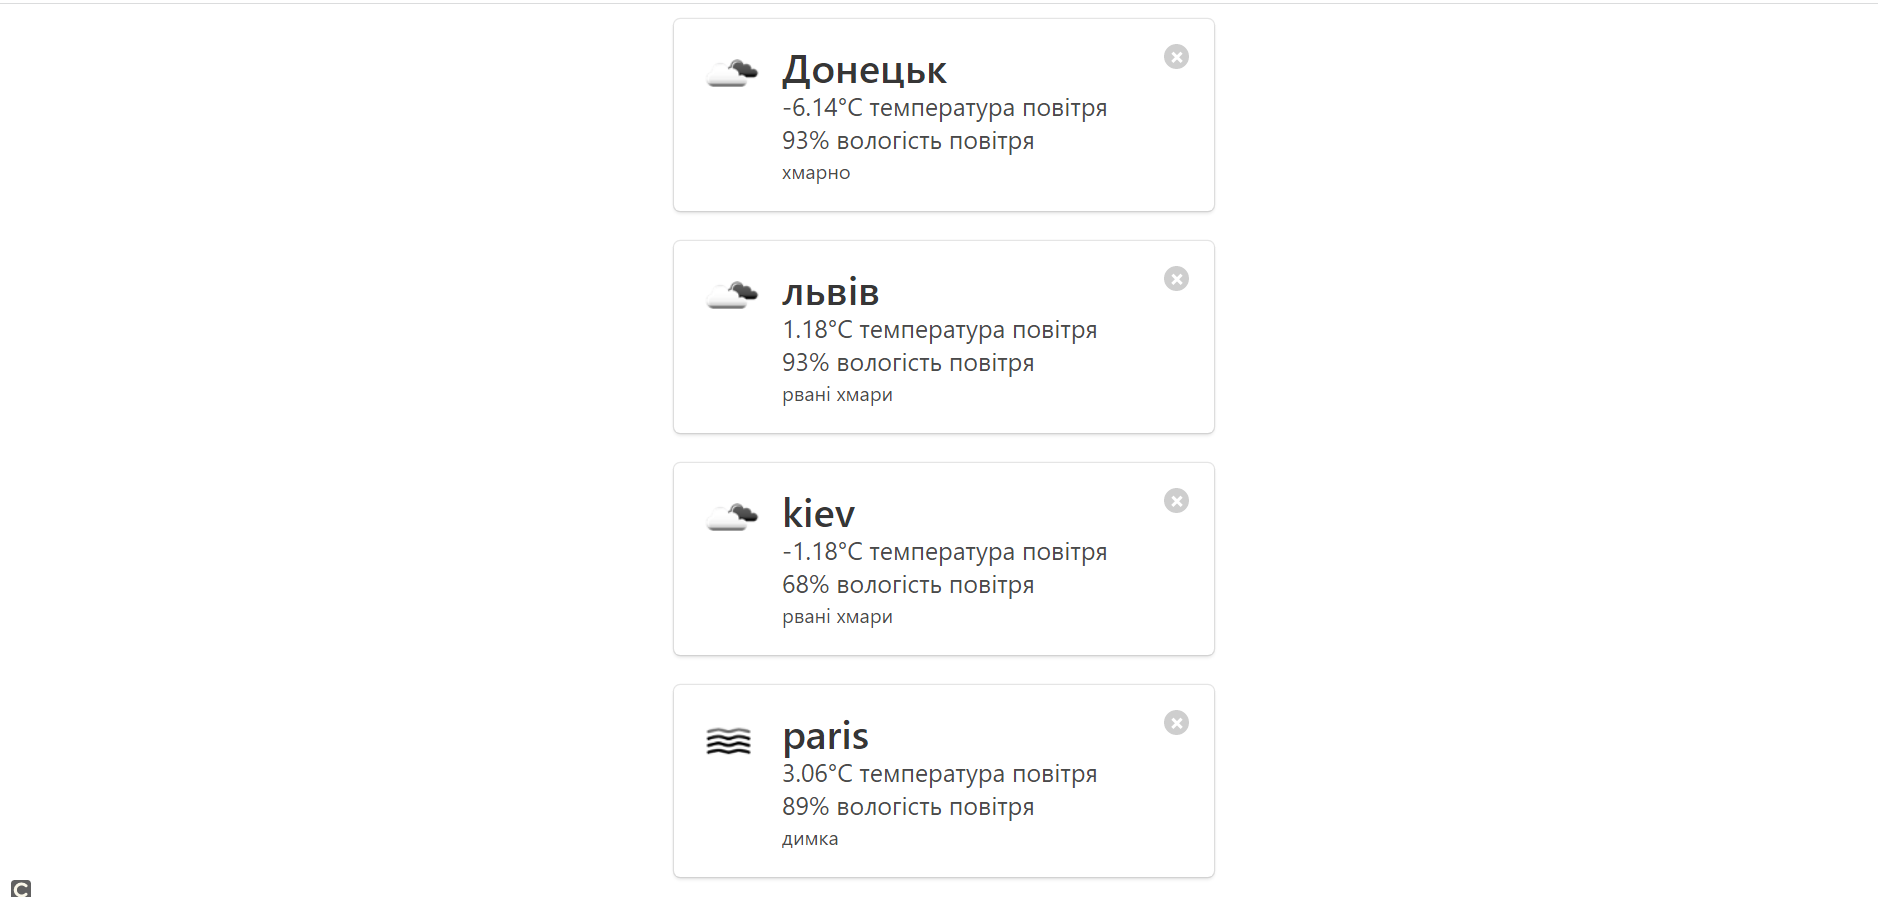 Донецьк
-6.14°C температура повітря
93% вологість повітря
хмарно
львів
1.18°C температура повітря
93% вологість повітря
рвані хмари
kiev
-1.18°C температура повітря
68% вологість повітря
рвані хмари
paris
3.06°C температура повітря
89% вологість повітря
димка
C